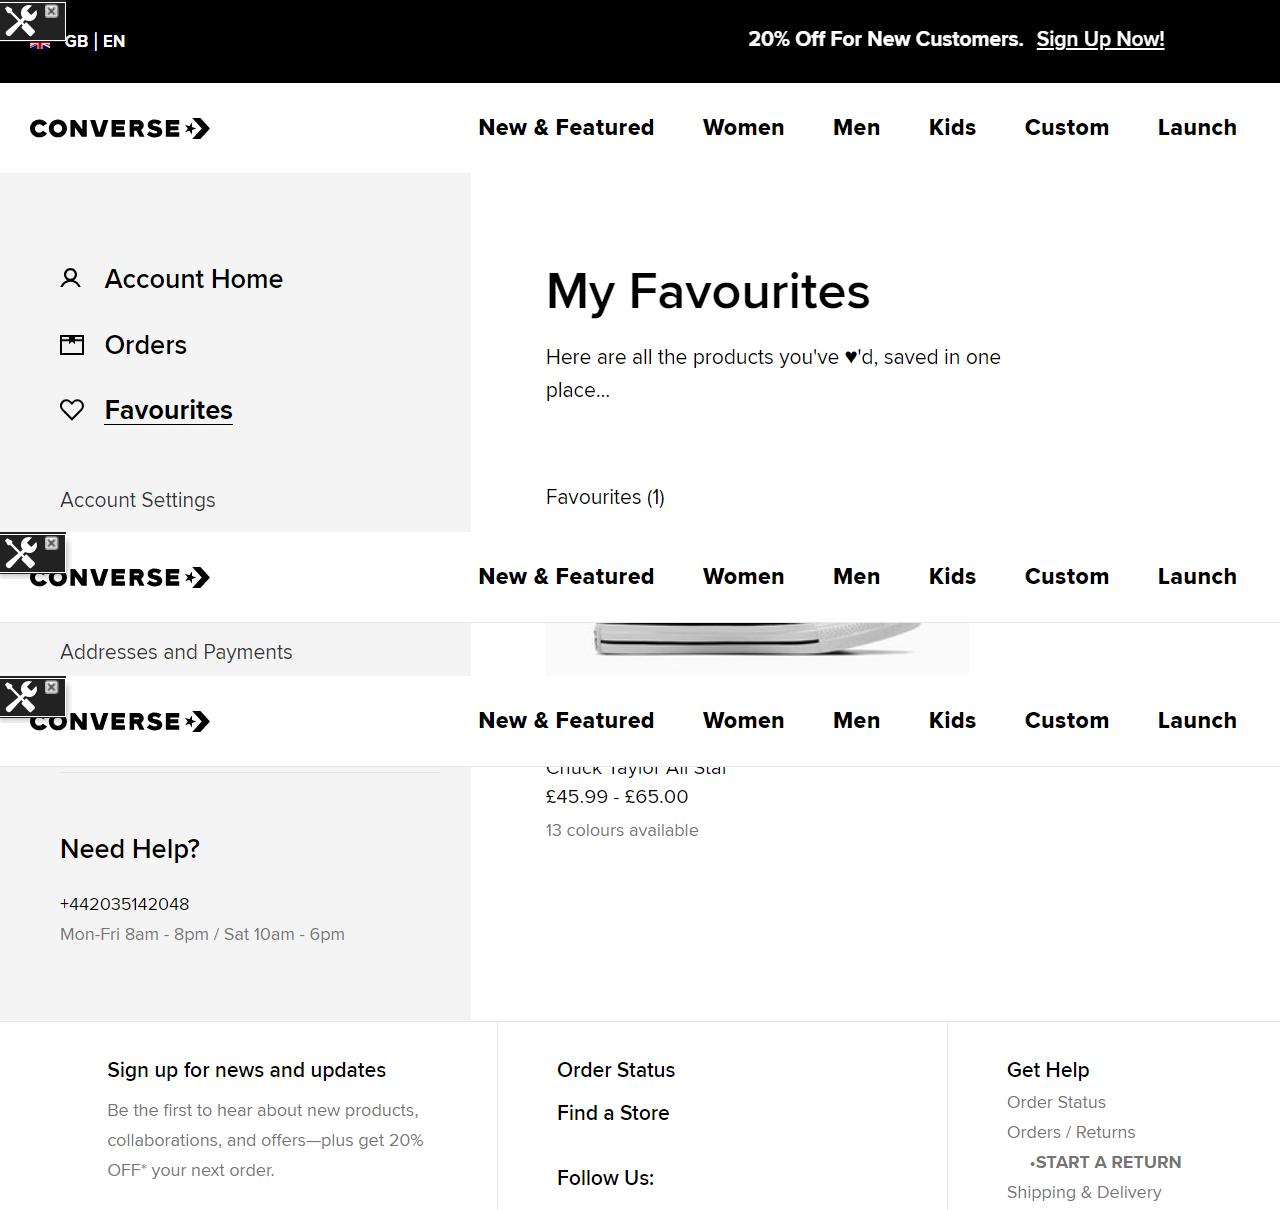 GB | EN
20% Off For New Customers. Sign Up Now!
CONVERSE
New & Featured Women Men Kids Custom Launch
Account Home
Orders
Favourites
Account Settings
My Favourites
Here are all the products you've ♥'d, saved in one
place...
Favourites (1)
CONVERSE
New & Featured Women Men Kids Custom Launch
Addresses and Payments
CONVERSE
New & Featured Women Men Kids Custom Launch
Chuck Taylor All Star
£45.99 - £65.00
13 colours available
Need Help?
+442035142048
Mon-Fri 8am - 8pm / Sat 10am - 6pm
Sign up for news and updates
Be the first to hear about new products,
collaborations, and offers—plus get 20%
OFF* your next order.
Order Status
Find a Store
Follow Us:
Get Help
Order Status
Orders / Returns
•START A RETURN
Shipping & Delivery